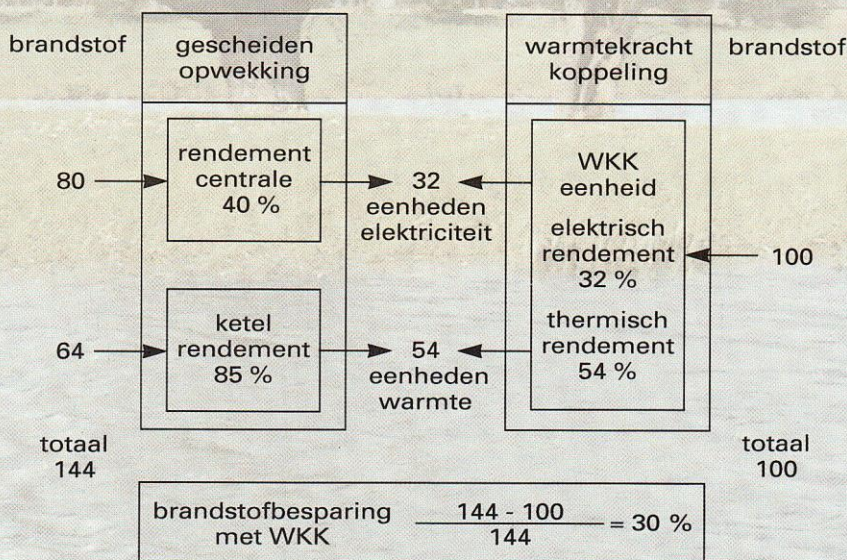 brandstof
gescheiden
opwekking
warmtekracht
koppeling
brandstof
80
rendement
centrale
40 %
32
eenheden
elektriciteit
WKK
eenheid
elektrisch
rendement
32 %
thermisch
rendement
54 %
100
64
ketel
rendement
85 %
54
eenheden
warmte
totaal
144
totaal
100
brandstofbesparing
met WKK
144 - 100
144
= 30 %